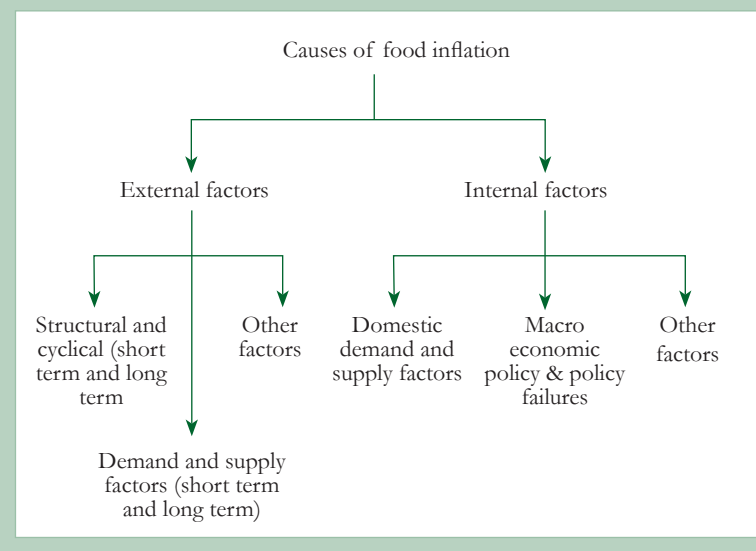 Causes of food inflation
External factors
Internal factors
Structural and
cyclical (short
term and long
term
Other
factors
Domestic
demand and
supply factors
Macro
economic
policy & policy
failures
Other
factors
Demand and supply
factors (short term
and long term)